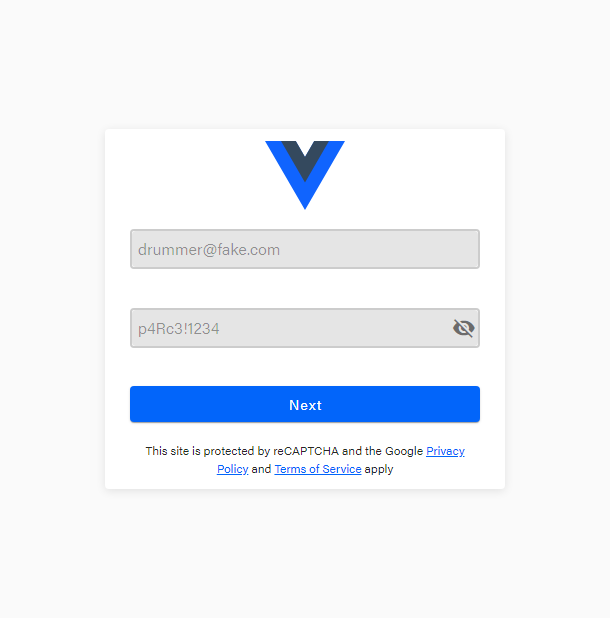 drummer@fake.com
p4Rc3!1234
Next
This site is protected by reCAPTCHA and the Google Privacy
Policy and Terms of Service apply